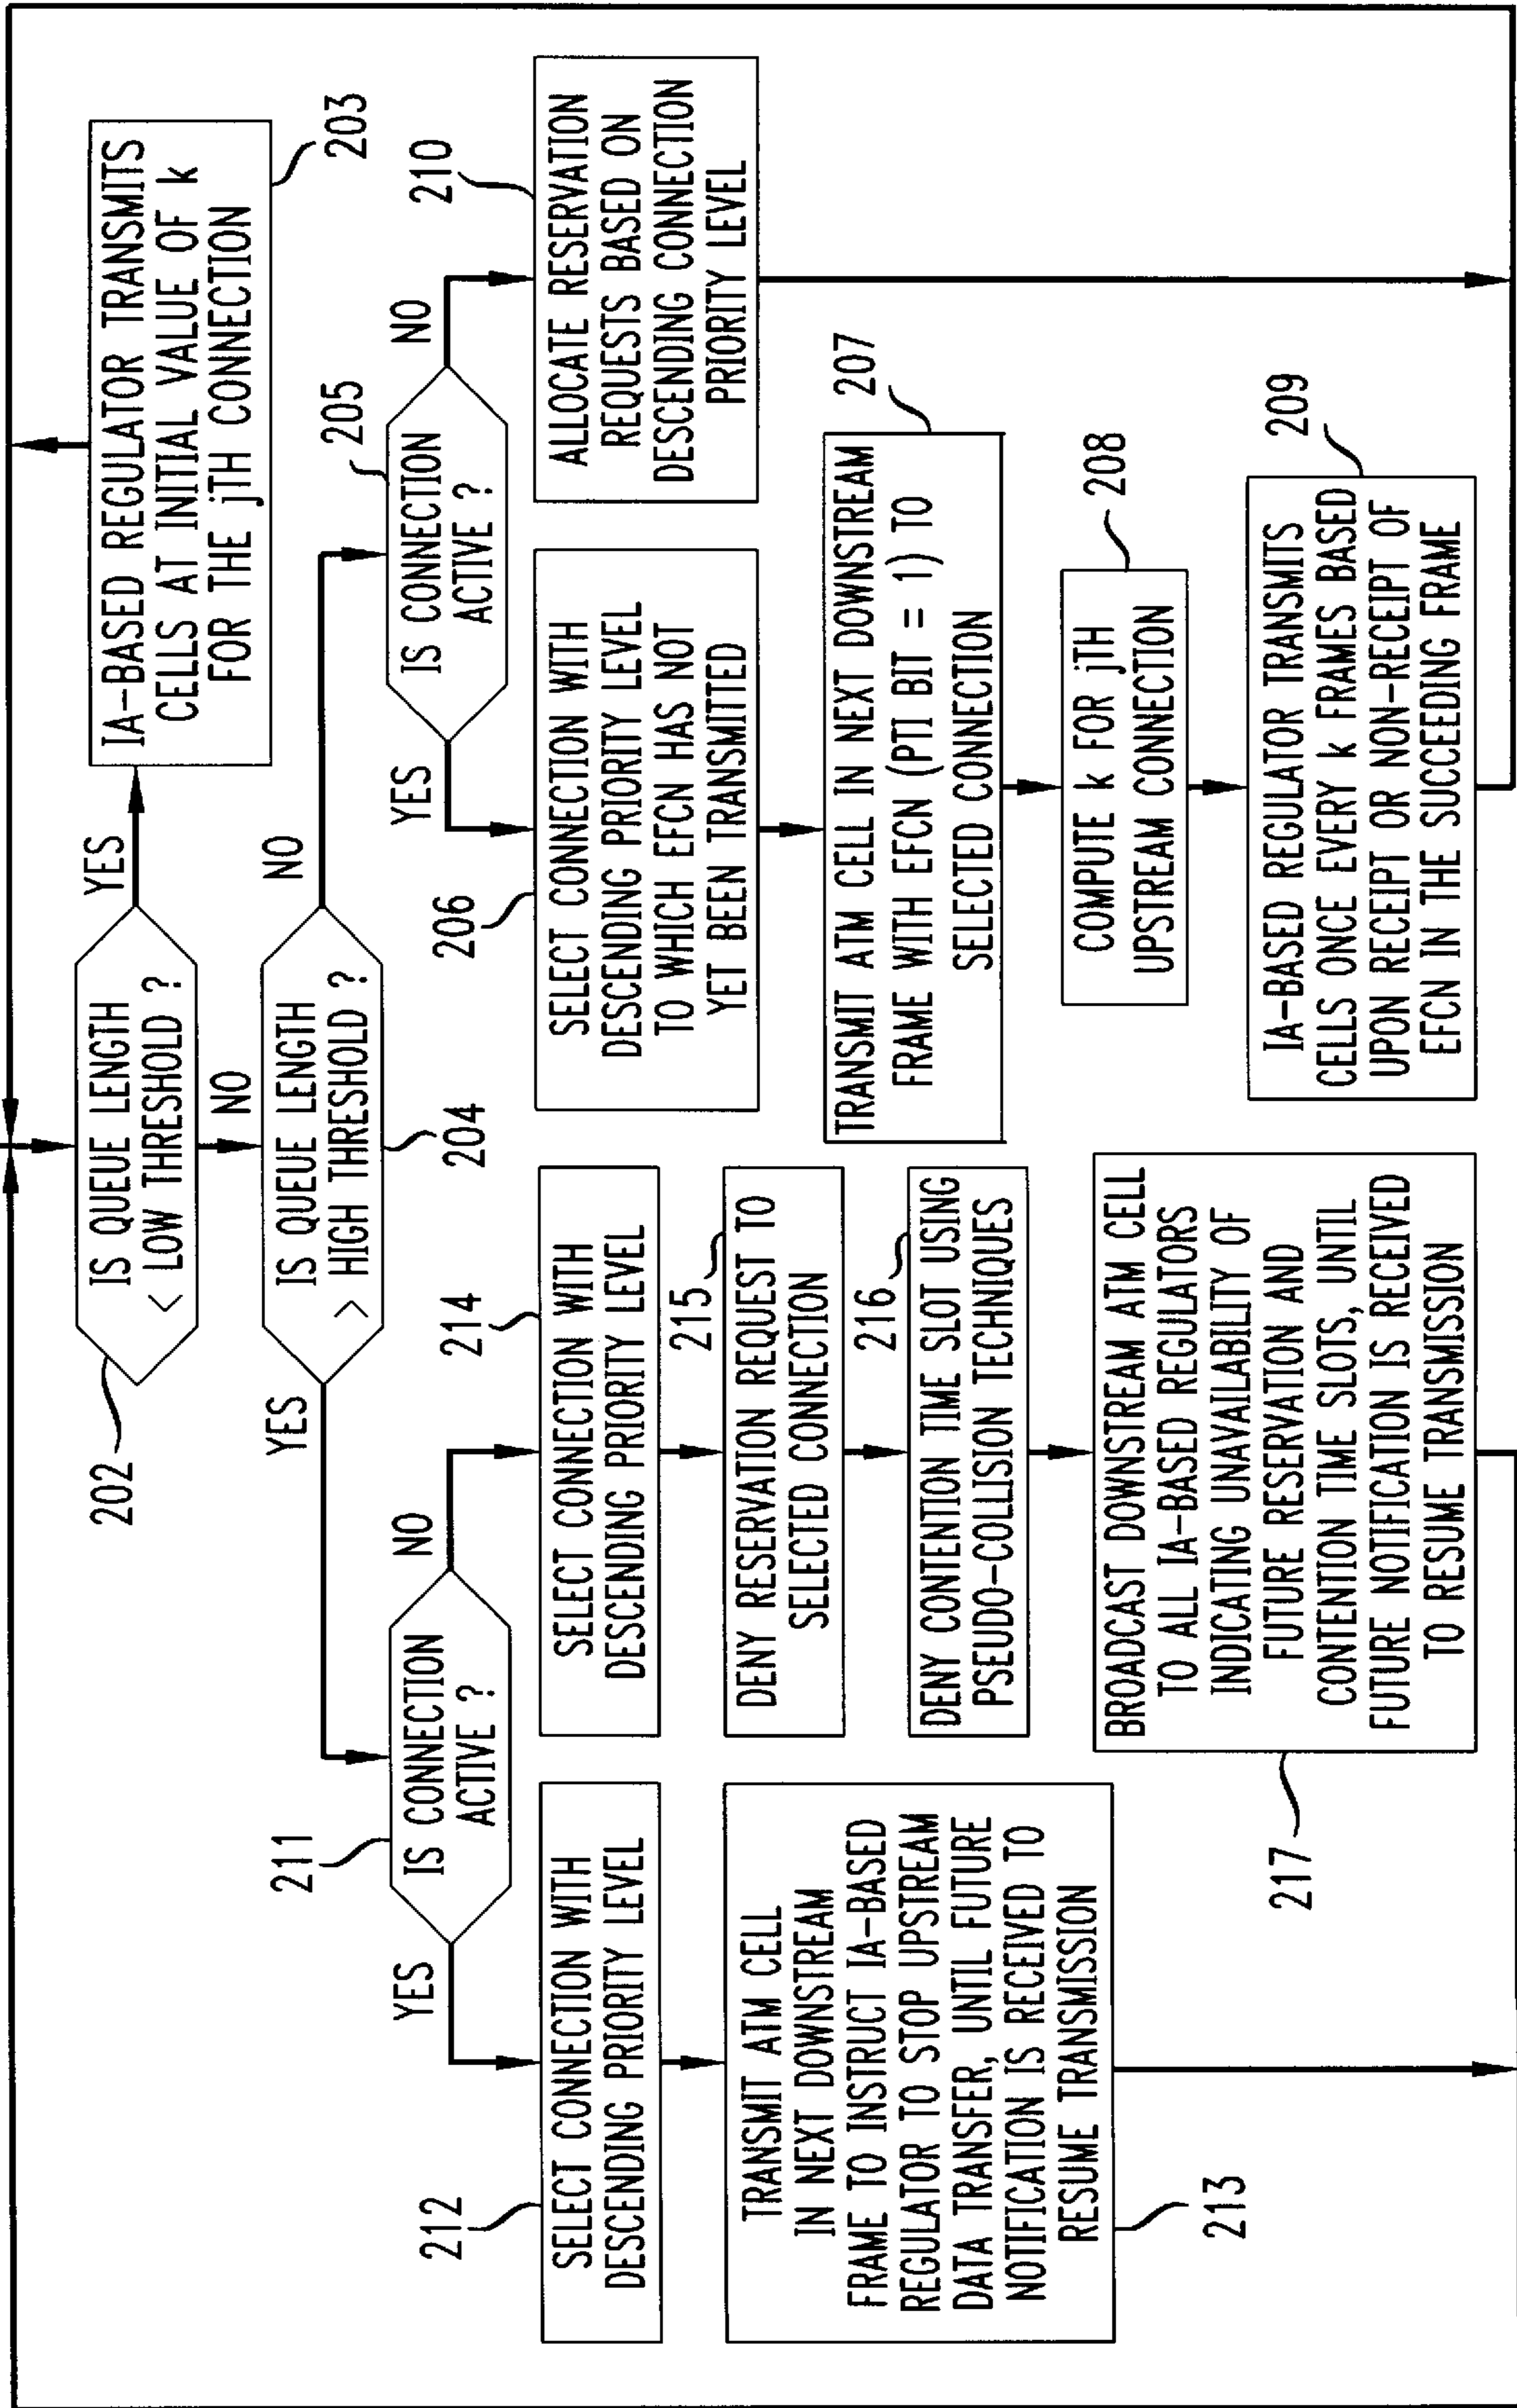 IS QUEUE LENGTH
< LOW THRESHOLD ?
202
YES
NO
IA-BASED REGULATOR TRANSMITS
CELLS AT INITIAL VALUE OF k
FOR THE jTH CONNECTION
203
IS QUEUE LENGTH
> HIGH THRESHOLD ?
204
YES
NO
IS CONNECTION
ACTIVE ?
211
YES
NO
IS CONNECTION
ACTIVE ?
205
YES
NO
SELECT CONNECTION WITH
DESCENDING PRIORITY LEVEL
212
TRANSMIT ATM CELL
IN NEXT DOWNSTREAM
FRAME TO INSTRUCT IA-BASED
REGULATOR TO STOP UPSTREAM
DATA TRANSFER, UNTIL FUTURE
NOTIFICATION IS RECEIVED TO
RESUME TRANSMISSION
213
SELECT CONNECTION WITH
DESCENDING PRIORITY LEVEL
214
DENY RESERVATION REQUEST TO
SELECTED CONNECTION
215
DENY CONTENTION TIME SLOT USING
PSEUDO-COLLISION TECHNIQUES
216
BROADCAST DOWNSTREAM ATM CELL
TO ALL IA-BASED REGULATORS
INDICATING UNAVAILABILITY OF
FUTURE RESERVATION AND
CONTENTION TIME SLOTS, UNTIL
FUTURE NOTIFICATION IS RECEIVED
TO RESUME TRANSMISSION
217
SELECT CONNECTION WITH
DESCENDING PRIORITY LEVEL
TO WHICH EFCN HAS NOT
YET BEEN TRANSMITTED
206
TRANSMIT ATM CELL IN NEXT DOWNSTREAM
FRAME WITH EFCN (PTI BIT = 1) TO
SELECTED CONNECTION
207
COMPUTE k FOR jTH
UPSTREAM CONNECTION
208
IA-BASED REGULATOR TRANSMITS
CELLS ONCE EVERY k FRAMES BASED
UPON RECEIPT OR NON-RECEIPT OF
EFCN IN THE SUCCEEDING FRAME
209
ALLOCATE RESERVATION
REQUESTS BASED ON
DESCENDING CONNECTION
PRIORITY LEVEL
210